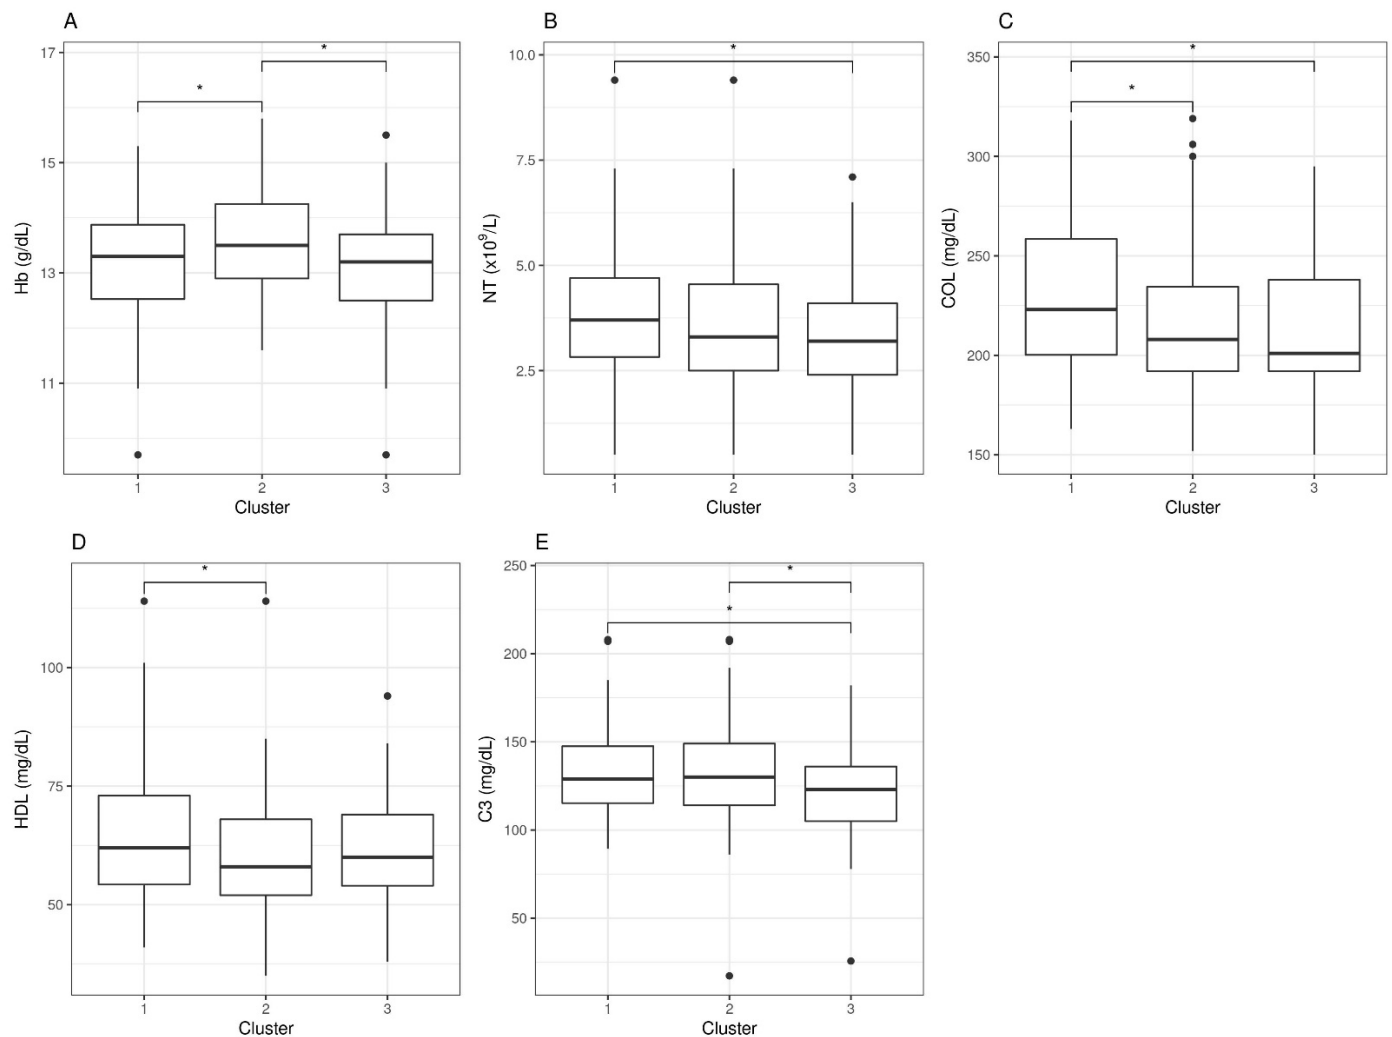 A
Hb (g/dL)
17
15
13
11
*
*
1 2 3
Cluster
B
NT (x10⁹/L)
10.0
7.5
5.0
2.5
*
1 2 3
Cluster
C
COL (mg/dL)
350
300
250
200
150
*
*
1 2 3
Cluster
D
HDL (mg/dL)
100
75
50
*
1 2 3
Cluster
E
C3 (mg/dL)
250
200
150
100
50
*
*
1 2 3
Cluster